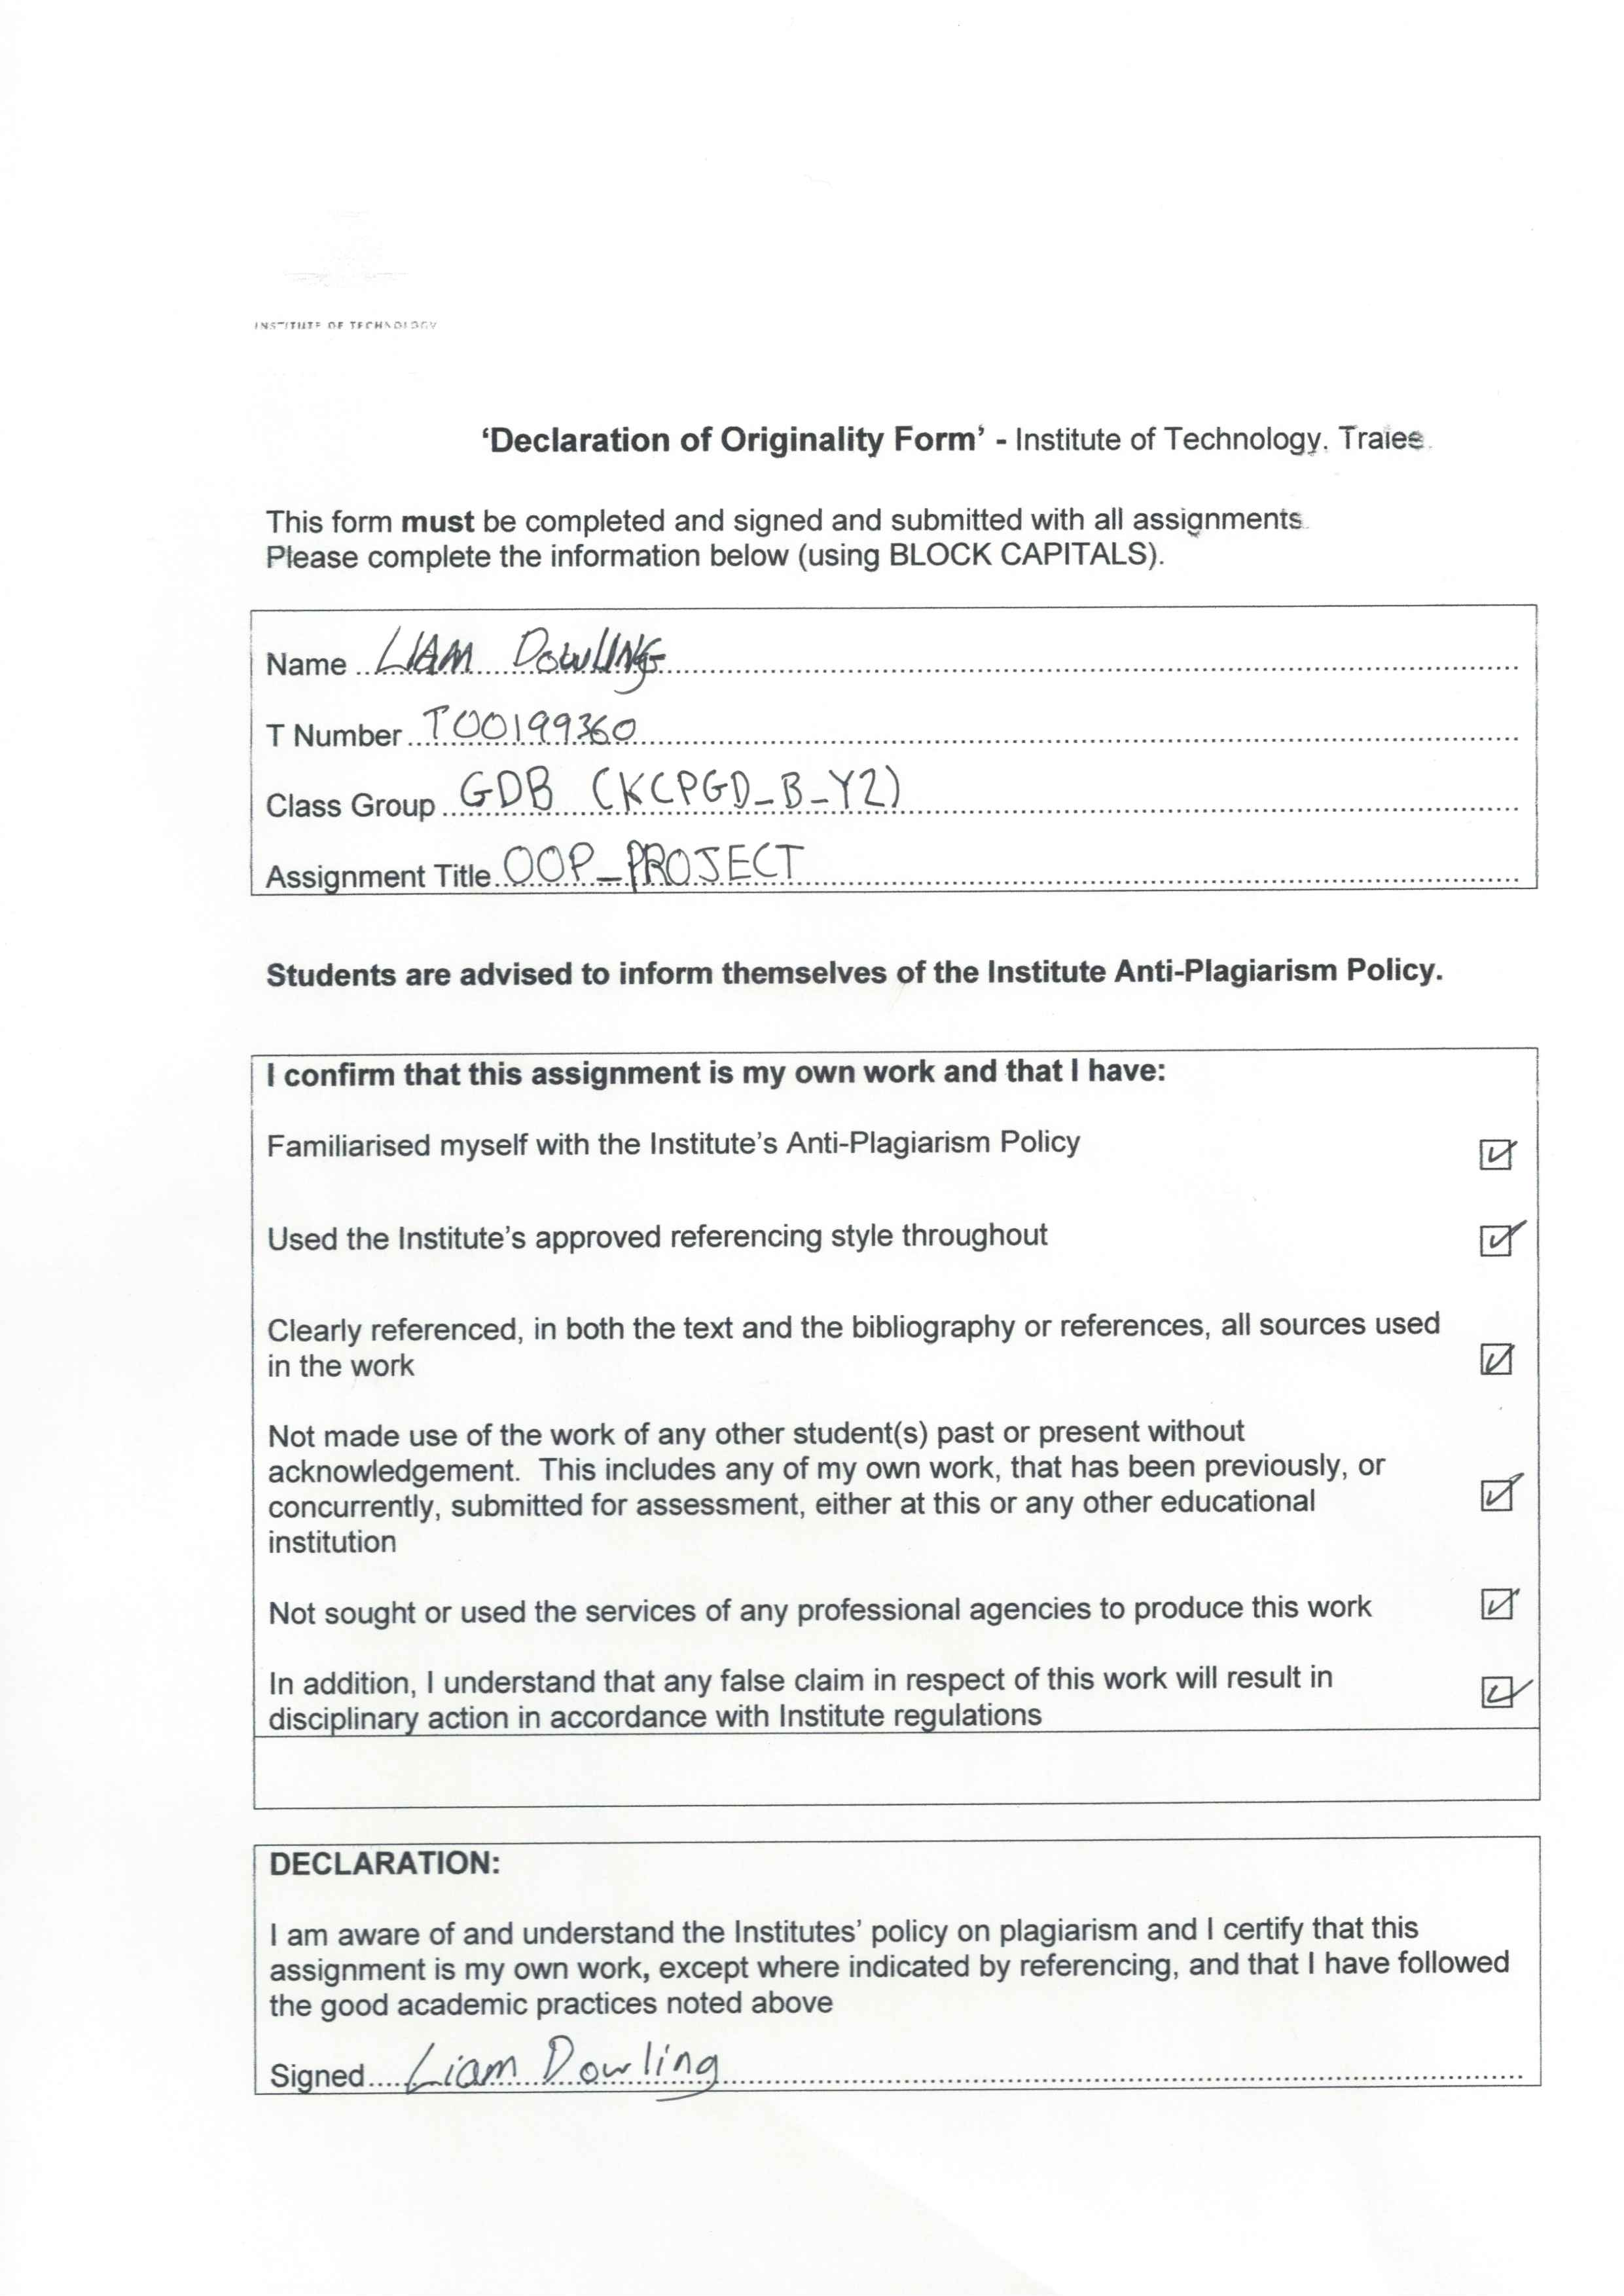 INSTITUTE OF TECHNOLOGY
‘Declaration of Originality Form’ - Institute of Technology, Tralee.
This form must be completed and signed and submitted with all assignments.
Please complete the information below (using BLOCK CAPITALS).
Name LIAM DOWLING
T Number T00199360
Class Group GDB (KCPGD_B_Y2)
Assignment Title OOP_PROJECT
Students are advised to inform themselves of the Institute Anti-Plagiarism Policy.
I confirm that this assignment is my own work and that I have:
Familiarised myself with the Institute’s Anti-Plagiarism Policy
Used the Institute’s approved referencing style throughout
Clearly referenced, in both the text and the bibliography or references, all sources used
in the work
Not made use of the work of any other student(s) past or present without
acknowledgement. This includes any of my own work, that has been previously, or
concurrently, submitted for assessment, either at this or any other educational
institution
Not sought or used the services of any professional agencies to produce this work
In addition, I understand that any false claim in respect of this work will result in
disciplinary action in accordance with Institute regulations
DECLARATION:
I am aware of and understand the Institutes’ policy on plagiarism and I certify that this
assignment is my own work, except where indicated by referencing, and that I have followed
the good academic practices noted above
Signed Liam Dowling